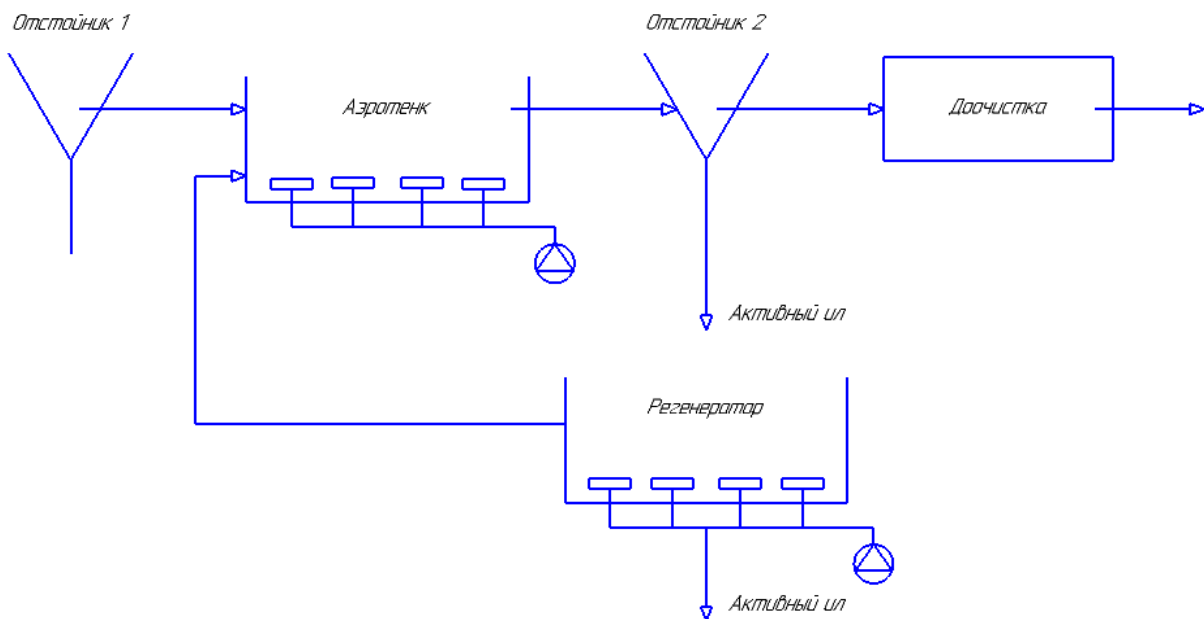 Отстойник 1
Отстойник 2
Аэротенк
Доочистка
Активный ил
Регенератор
Активный ил